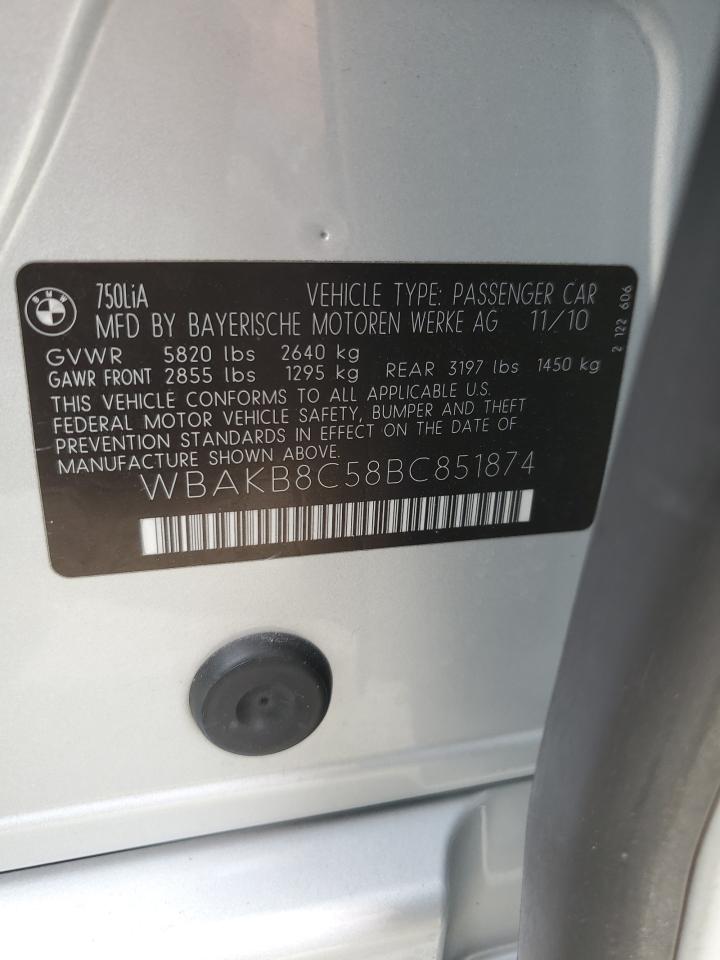 BMW
750LiA VEHICLE TYPE: PASSENGER CAR
MFD BY BAYERISCHE MOTOREN WERKE AG 11/10
GVWR 5820 lbs 2640 kg
GAWR FRONT 2855 lbs 1295 kg REAR 3197 lbs 1450 kg
THIS VEHICLE CONFORMS TO ALL APPLICABLE U.S.
FEDERAL MOTOR VEHICLE SAFETY, BUMPER AND THEFT
PREVENTION STANDARDS IN EFFECT ON THE DATE OF
MANUFACTURE SHOWN ABOVE.
WBAKB8C58BC851874
2 122 606